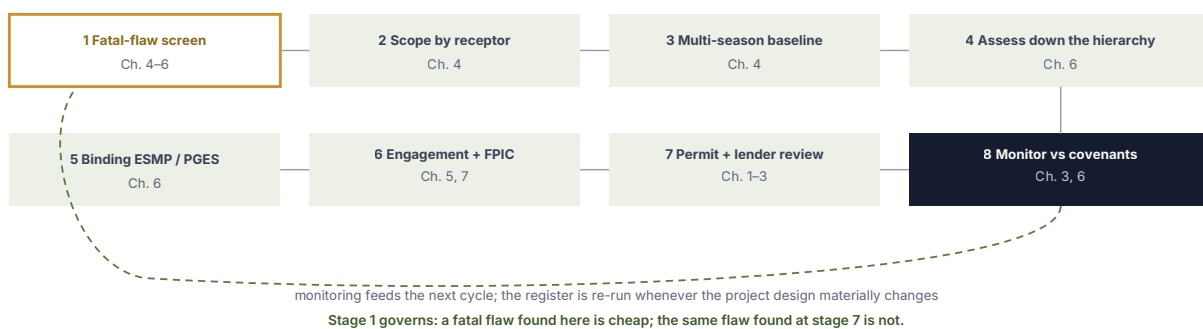 1 Fatal-flaw screen
Ch. 4–6
2 Scope by receptor
Ch. 4
3 Multi-season baseline
Ch. 4
4 Assess down the hierarchy
Ch. 6
5 Binding ESMP / PGES
Ch. 6
6 Engagement + FPIC
Ch. 5, 7
7 Permit + lender review
Ch. 1–3
8 Monitor vs covenants
Ch. 3, 6
monitoring feeds the next cycle; the register is re-run whenever the project design materially changes
Stage 1 governs: a fatal flaw found here is cheap; the same flaw found at stage 7 is not.